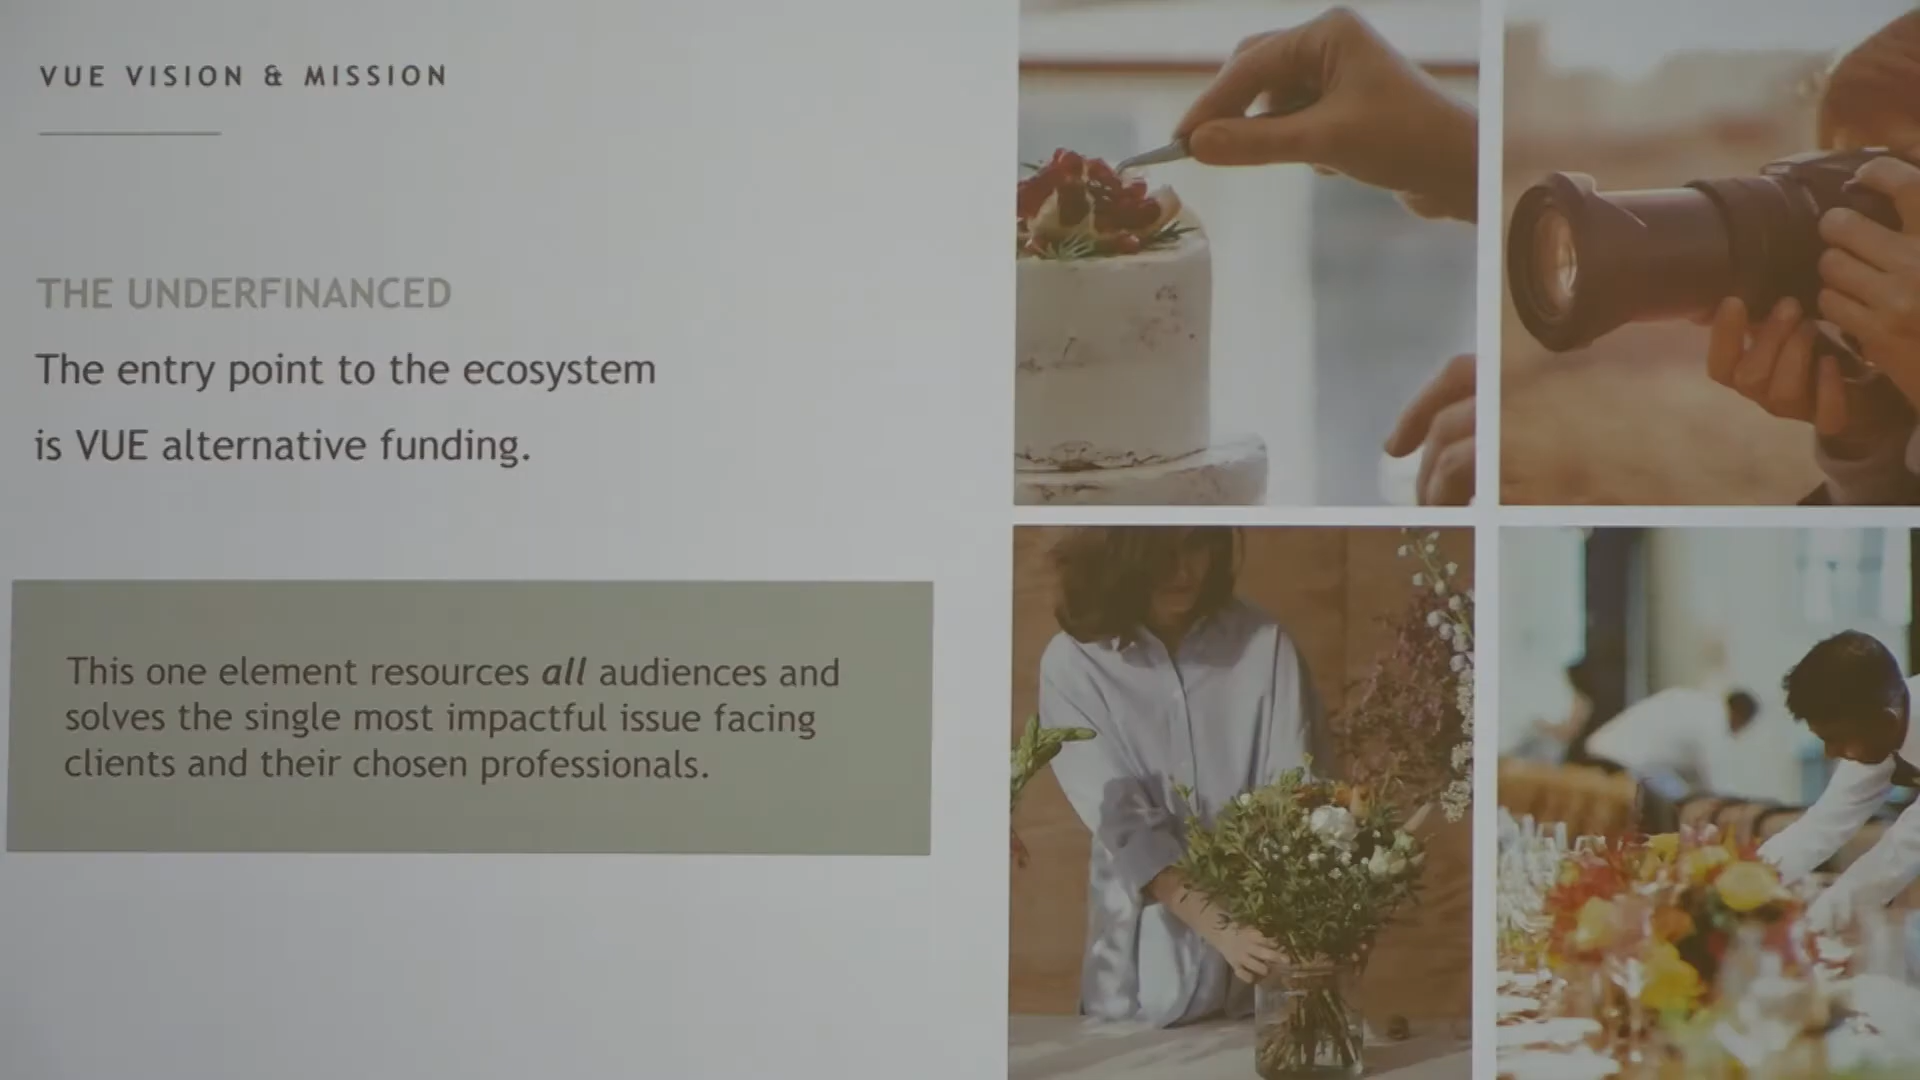 VUE VISION & MISSION
THE UNDERFINANCED
The entry point to the ecosystem
is VUE alternative funding.
This one element resources all audiences and
solves the single most impactful issue facing
clients and their chosen professionals.